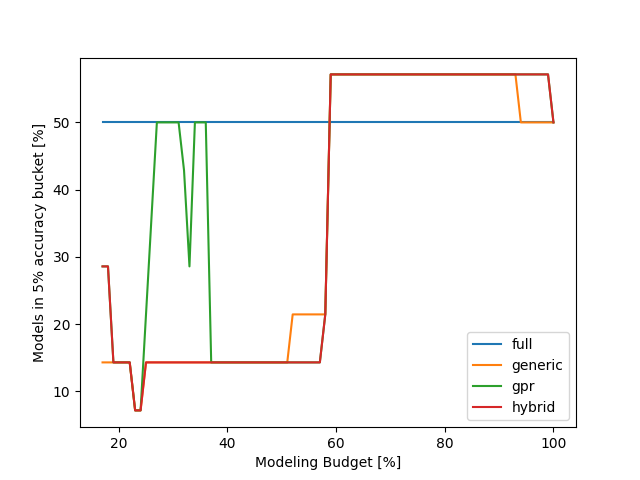 Models in 5% accuracy bucket [%]
50
40
30
20
10
20 40 60 80 100
Modeling Budget [%]
full
generic
gpr
hybrid